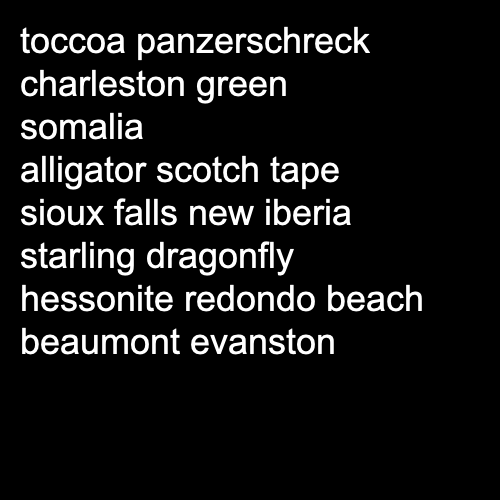 toccoa panzerschreck
charleston green
somalia
alligator scotch tape
sioux falls new iberia
starling dragonfly
hessonite redondo beach
beaumont evanston